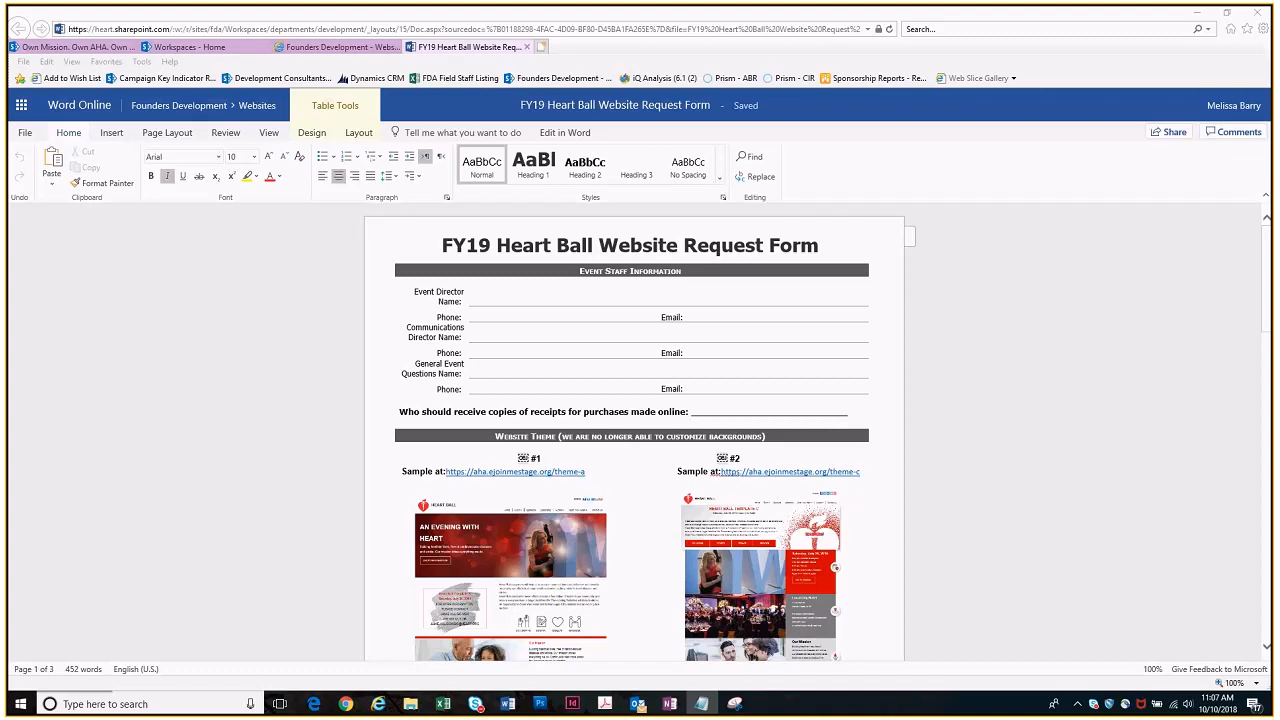 https://heart.sharepoint.com/:w:/r/sites/fda/Workspaces/departments/development/_layouts/15/Doc.aspx?sourcedoc=%7B01188298-4FAC-4D09-BF80-D45BA1FA265E%7D&file=FY19%20Heart%20Ball%20Website%20Request%2
Search...
Own Mission. Own AHA. Own ...
Workspaces - Home
Founders Development - Webs...
FY19 Heart Ball Website Req...
File Edit View Favorites Tools Help
Add to Wish List Campaign Key Indicator R... Development Consultants... Dynamics CRM FDA Field Staff Listing Founders Development - ... iQ Analysis (6.1) (2) Prism - ABR Prism - CIR Sponsorship Reports - Re... Web Slice Gallery
Word Online
Founders Development > Websites
Table Tools
FY19 Heart Ball Website Request Form - Saved
Melissa Barry
File Home Insert Page Layout Review View Design Layout Tell me what you want to do Edit in Word
Share Comments
Paste
Cut
Copy
Format Painter
Arial 10
AaBbCc Normal
AaBl Heading 1
AaBbCc Heading 2
Heading 3
AaBbCc No Spacing
Find
Replace
Undo Clipboard Font Paragraph Styles Editing
FY19 Heart Ball Website Request Form
Event Staff Information
Event Director
Name:
Phone: Email:
Communications
Director Name:
Phone: Email:
General Event
Questions Name:
Phone: Email:
Who should receive copies of receipts for purchases made online:
Website Theme (we are no longer able to customize backgrounds)
#1 #2
Sample at:https://aha.ejoinmestage.org/theme-a
Sample at:https://aha.ejoinmestage.org/theme-c
HEART BALL
AN EVENING WITH
HEART
HEART BALL
HEART BALL TEMPLATE C
Our Mission
Page 1 of 3 452 words English (U.S.)
100% Give Feedback to Microsoft
100%
Type here to search
11:07 AM
10/10/2018
17